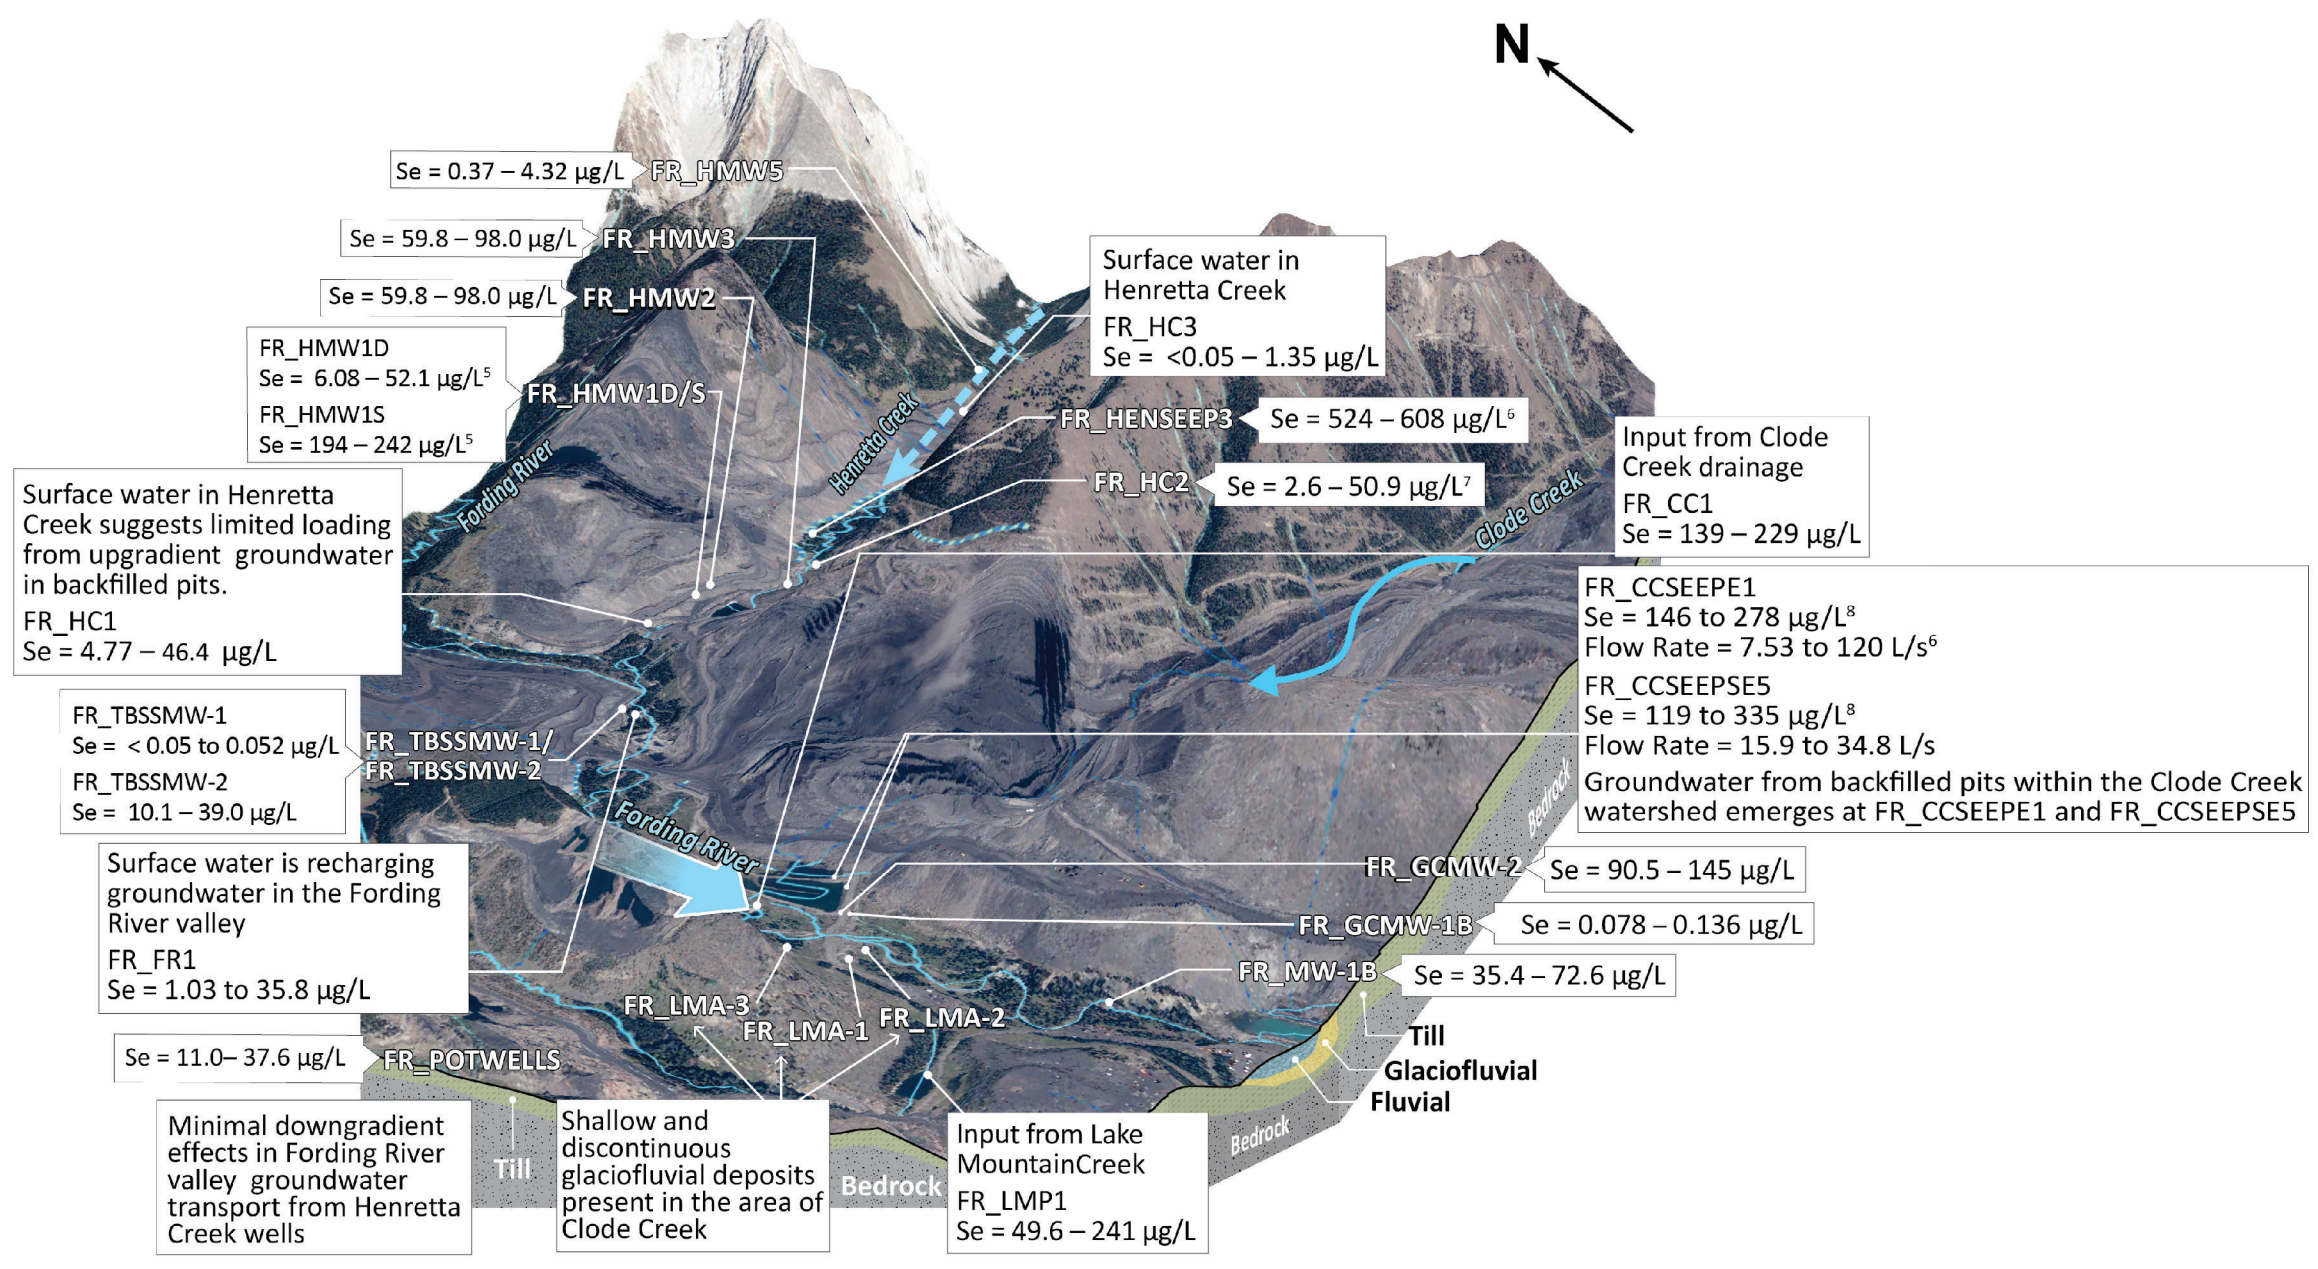 N
Se = 0.37 – 4.32 µg/L
FR_HMW5
Se = 59.8 – 98.0 µg/L
FR_HMW3
Se = 59.8 – 98.0 µg/L
FR_HMW2
FR_HMW1D
Se = 6.08 – 52.1 µg/L⁵
FR_HMW1S
Se = 194 – 242 µg/L⁵
FR_HMW1D/S
Surface water in
Henretta Creek
FR_HC3
Se = <0.05 – 1.35 µg/L
Henretta Creek
FR_HENSEEP3
Se = 524 – 608 µg/L⁶
FR_HC2
Se = 2.6 – 50.9 µg/L⁷
Clode Creek
Input from Clode
Creek drainage
FR_CC1
Se = 139 – 229 µg/L
Fording River
Surface water in Henretta
Creek suggests limited loading
from upgradient groundwater
in backfilled pits.
FR_HC1
Se = 4.77 – 46.4 µg/L
FR_CCSEEPE1
Se = 146 to 278 µg/L⁸
Flow Rate = 7.53 to 120 L/s⁶
FR_CCSEEPSE5
Se = 119 to 335 µg/L⁸
Flow Rate = 15.9 to 34.8 L/s
Groundwater from backfilled pits within the Clode Creek
watershed emerges at FR_CCSEEPE1 and FR_CCSEEPSE5
FR_TBSSMW-1
Se = < 0.05 to 0.052 µg/L
FR_TBSSMW-2
Se = 10.1 – 39.0 µg/L
FR_TBSSMW-1/
FR_TBSSMW-2
Fording River
Bedrock
Surface water is recharging
groundwater in the Fording
River valley
FR_FR1
Se = 1.03 to 35.8 µg/L
FR_GCMW-2
Se = 90.5 – 145 µg/L
FR_GCMW-1B
Se = 0.078 – 0.136 µg/L
FR_MW-1B
Se = 35.4 – 72.6 µg/L
FR_LMA-3
FR_LMA-1
FR_LMA-2
Till
Glaciofluvial
Fluvial
Se = 11.0– 37.6 µg/L
FR_POTWELLS
Minimal downgradient
effects in Fording River
valley groundwater
transport from Henretta
Creek wells
Till
Shallow and
discontinuous
glaciofluvial deposits
present in the area of
Clode Creek
Bedrock
Input from Lake
MountainCreek
FR_LMP1
Se = 49.6 – 241 µg/L
Bedrock